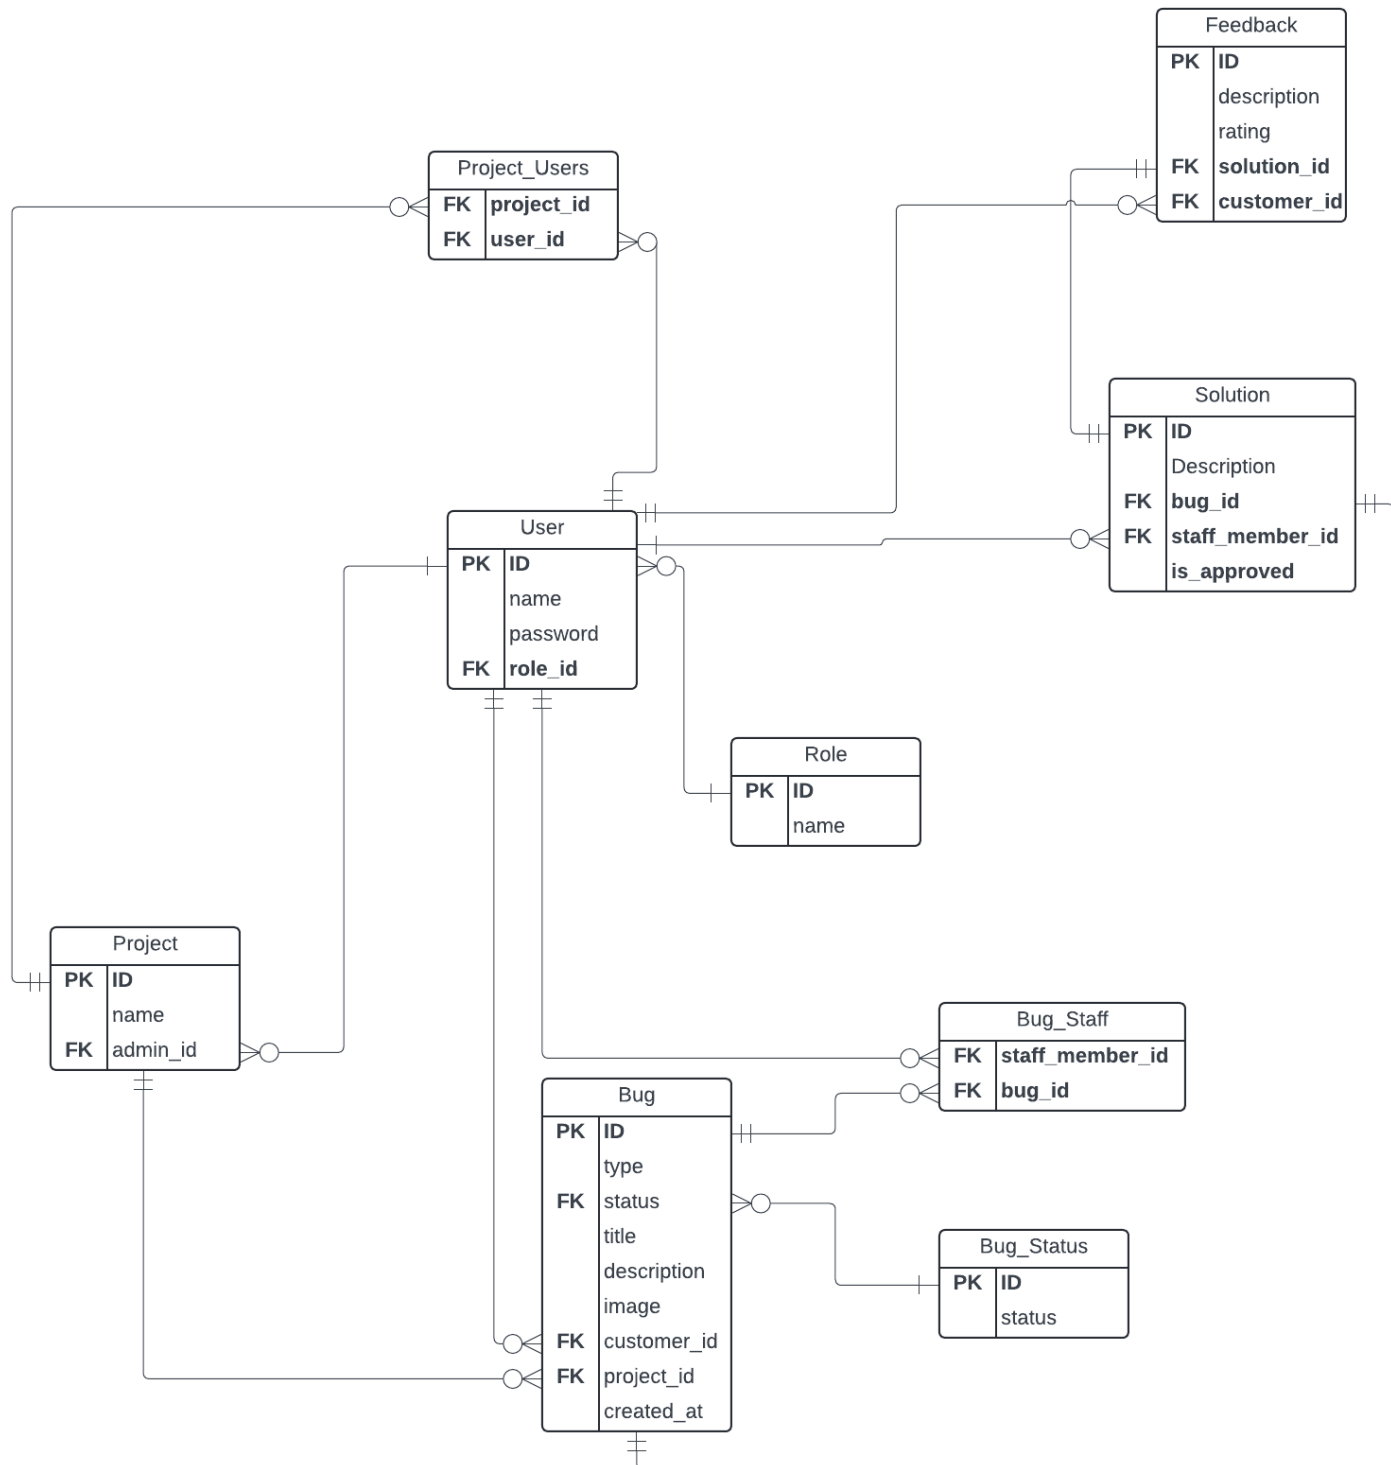 Feedback
PK ID
description
rating
FK solution_id
FK customer_id
Project_Users
FK project_id
FK user_id
Solution
PK ID
Description
FK bug_id
FK staff_member_id
is_approved
User
PK ID
name
password
FK role_id
Role
PK ID
name
Project
PK ID
name
FK admin_id
Bug_Staff
FK staff_member_id
FK bug_id
Bug
PK ID
type
FK status
title
description
image
FK customer_id
FK project_id
created_at
Bug_Status
PK ID
status